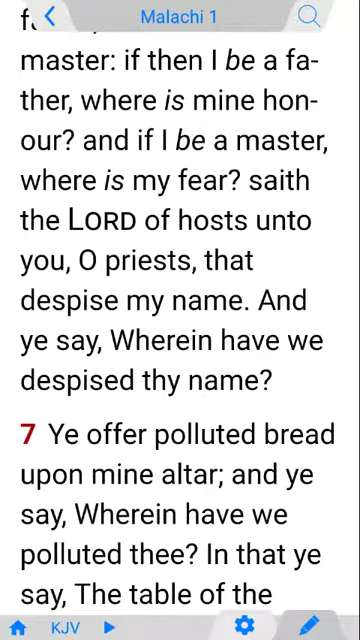 Malachi 1
master: if then I be a fa-
ther, where is mine hon-
our? and if I be a master,
where is my fear? saith
the LORD of hosts unto
you, O priests, that
despise my name. And
ye say, Wherein have we
despised thy name?
7 Ye offer polluted bread
upon mine altar; and ye
say, Wherein have we
polluted thee? In that ye
say, The table of the
KJV